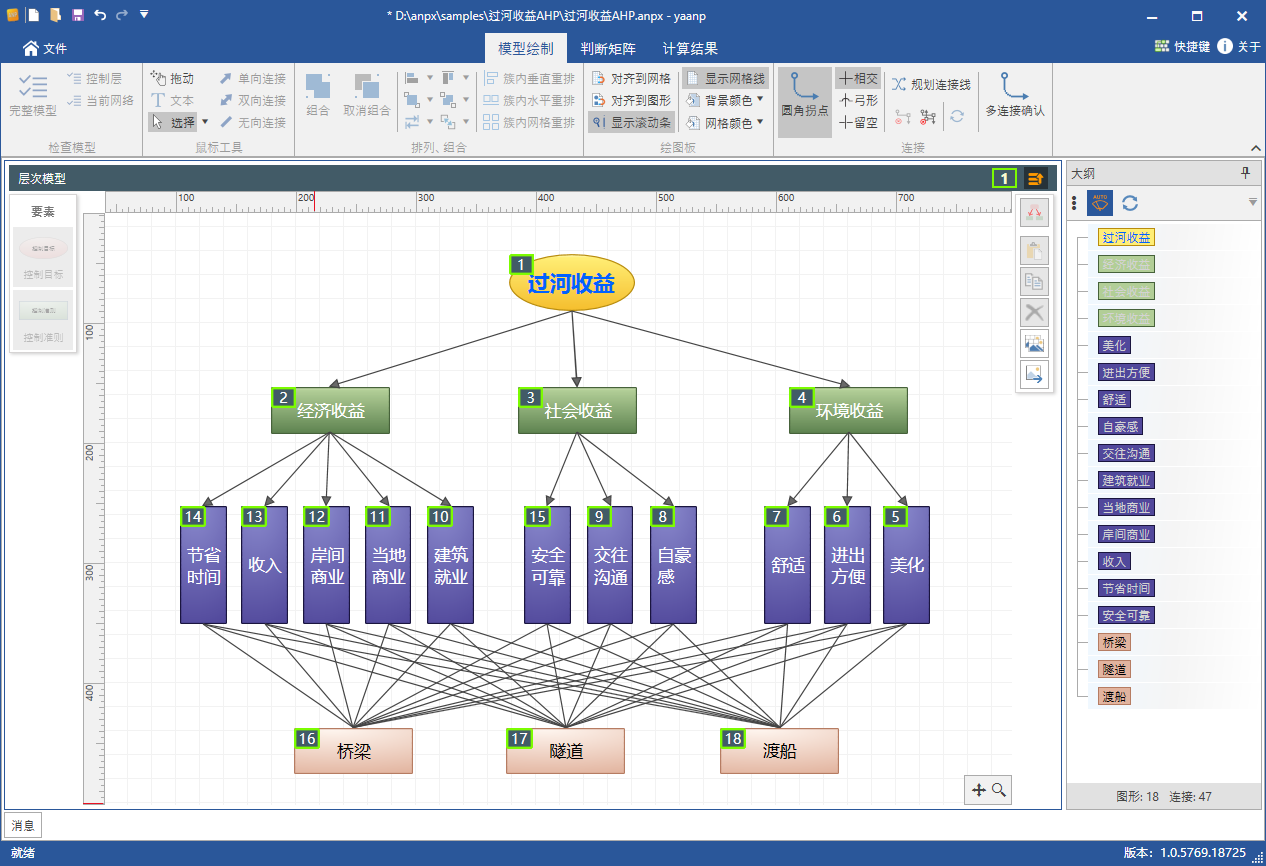 * D:\anpx\samples\过河收益AHP\过河收益AHP.anpx - yaanp
文件
模型绘制 判断矩阵 计算结果
快捷键 关于
完整模型
控制层
当前网络
检查模型
拖动
文本
选择
单向连接
双向连接
无向连接
鼠标工具
组合
取消组合
簇内垂直重排
簇内水平重排
簇内网格重排
排列、组合
对齐到网格
对齐到图形
显示滚动条
显示网格线
背景颜色
网格颜色
绘图板
圆角拐点
相交
弓形
留空
规划连接线
多连接确认
连接
层次模型
1
要素
控制目标
控制准则
100 200 300 400 500 600 700
100
200
300
400
1
过河收益
2
经济收益
3
社会收益
4
环境收益
14
节省
时间
13
收入
12
岸间
商业
11
当地
商业
10
建筑
就业
15
安全
可靠
9
交往
沟通
8
自豪
感
7
舒适
6
进出
方便
5
美化
16
桥梁
17
隧道
18
渡船
大纲
AUTO
过河收益
经济收益
社会收益
环境收益
美化
进出方便
舒适
自豪感
交往沟通
建筑就业
当地商业
岸间商业
收入
节省时间
安全可靠
桥梁
隧道
渡船
图形: 18 连接: 47
消息
就绪
版本: 1.0.5769.18725